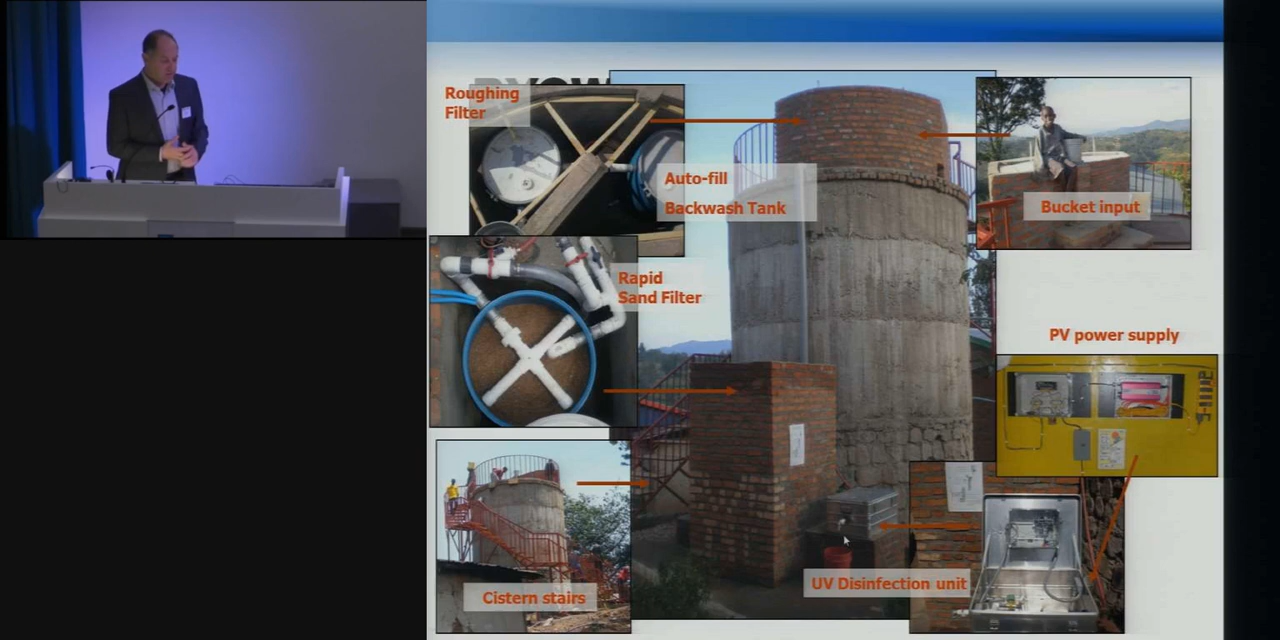 Roughing
Filter
Auto-fill
Backwash Tank
Bucket input
Rapid
Sand Filter
PV power supply
UV Disinfection unit
Cistern stairs